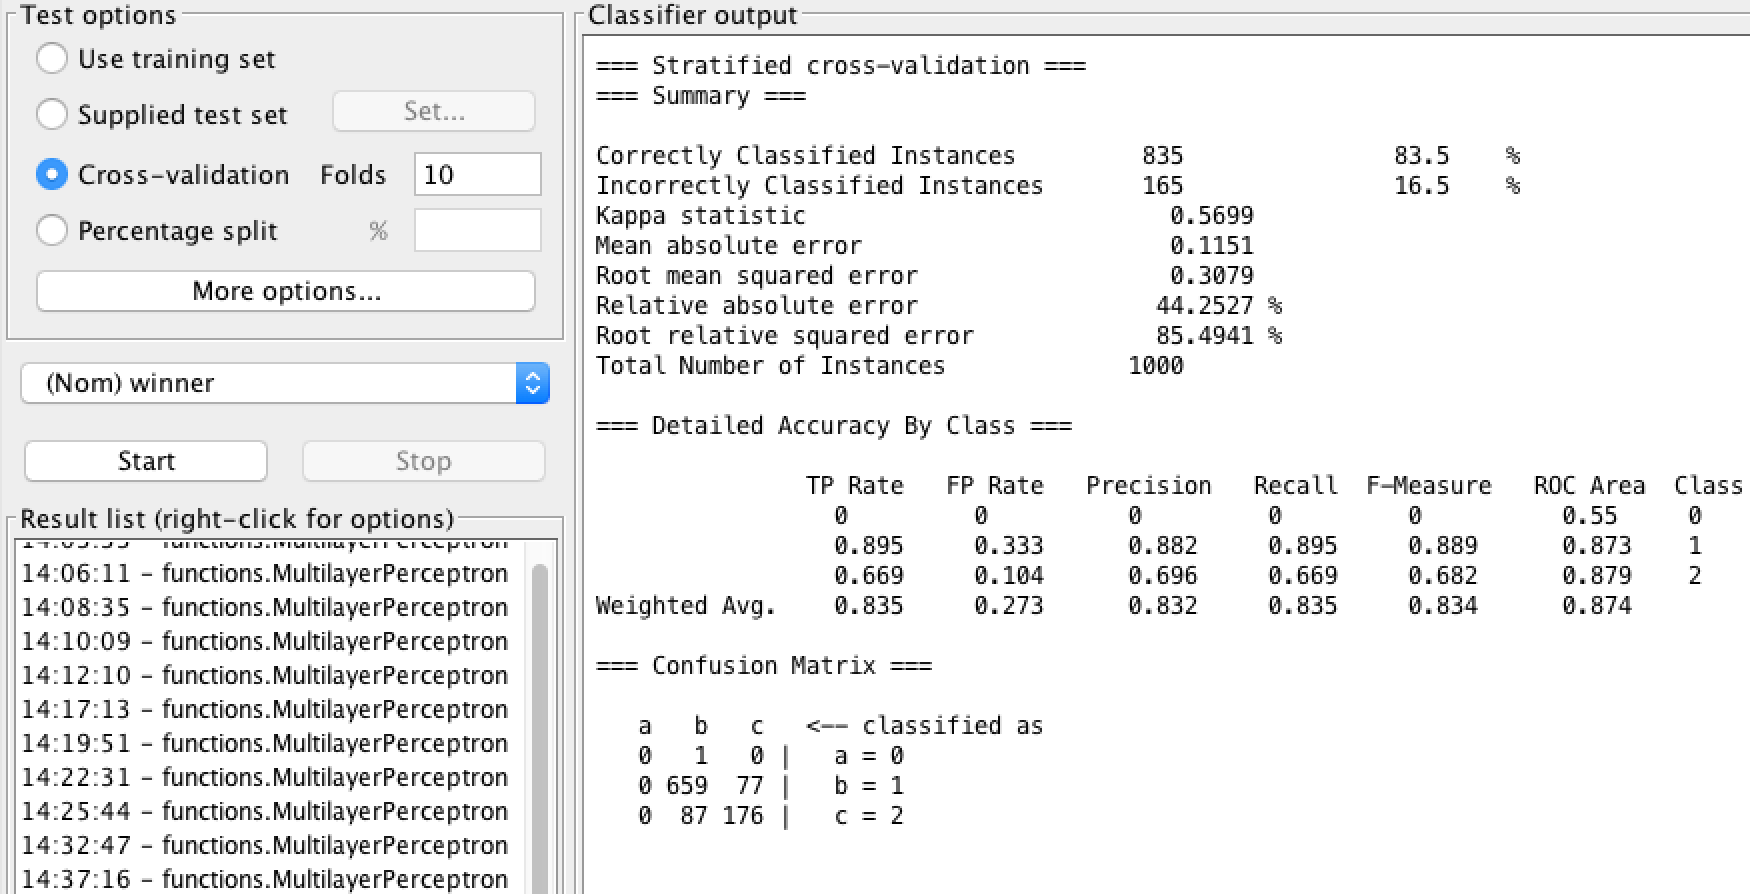 Test options
Use training set
Supplied test set Set...
Cross-validation Folds 10
Percentage split %
More options...
(Nom) winner
Start Stop
Result list (right-click for options)
14:06:11 - functions.MultilayerPerceptron
14:08:35 - functions.MultilayerPerceptron
14:10:09 - functions.MultilayerPerceptron
14:12:10 - functions.MultilayerPerceptron
14:17:13 - functions.MultilayerPerceptron
14:19:51 - functions.MultilayerPerceptron
14:22:31 - functions.MultilayerPerceptron
14:25:44 - functions.MultilayerPerceptron
14:32:47 - functions.MultilayerPerceptron
14:37:16 - functions.MultilayerPerceptron
Classifier output
=== Stratified cross-validation ===
=== Summary ===
Correctly Classified Instances 835 83.5 %
Incorrectly Classified Instances 165 16.5 %
Kappa statistic 0.5699
Mean absolute error 0.1151
Root mean squared error 0.3079
Relative absolute error 44.2527 %
Root relative squared error 85.4941 %
Total Number of Instances 1000
=== Detailed Accuracy By Class ===
TP Rate FP Rate Precision Recall F-Measure ROC Area Class
0 0 0 0 0 0.55 0
0.895 0.333 0.882 0.895 0.889 0.873 1
0.669 0.104 0.696 0.669 0.682 0.879 2
Weighted Avg. 0.835 0.273 0.832 0.835 0.834 0.874
=== Confusion Matrix ===
a b c <-- classified as
0 1 0 | a = 0
0 659 77 | b = 1
0 87 176 | c = 2